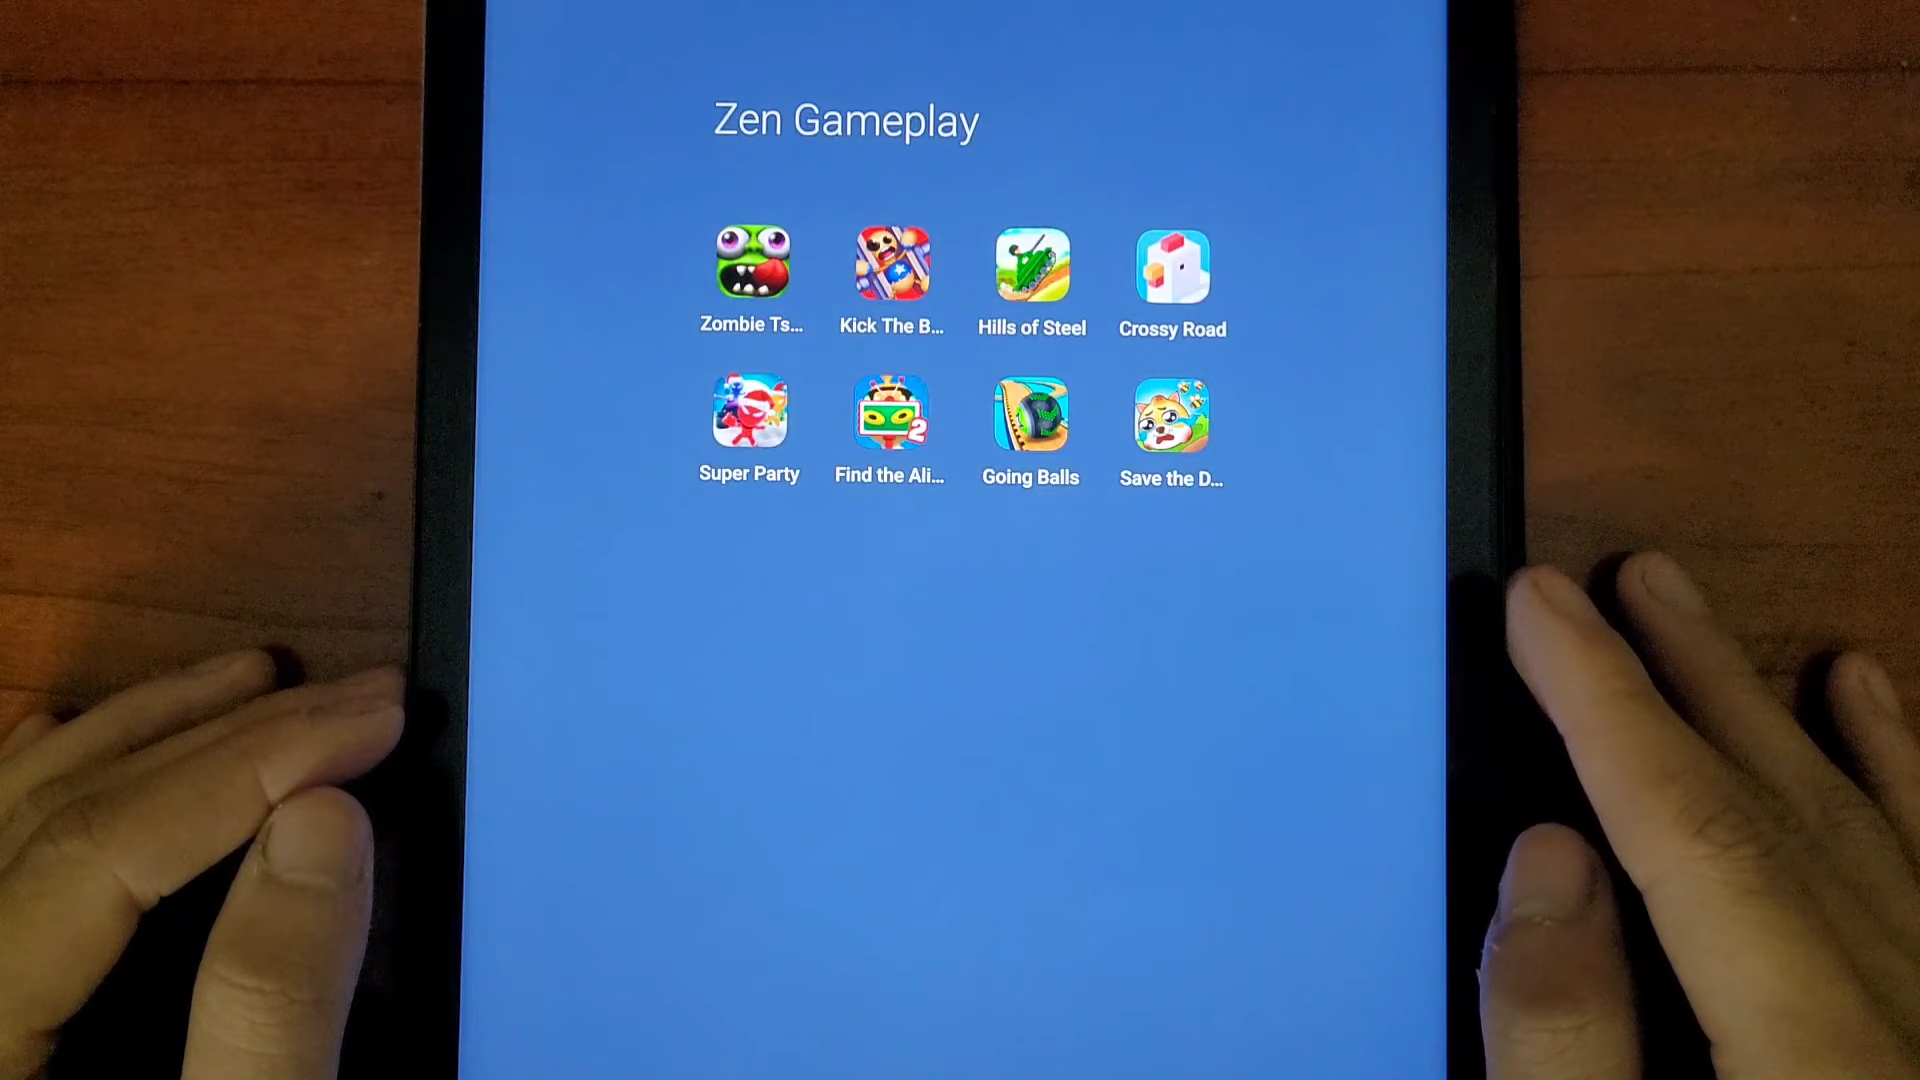 Zen Gameplay
Zombie Ts...
Kick The B...
Hills of Steel
Crossy Road
2
Super Party
Find the Ali...
Going Balls
Save the D...